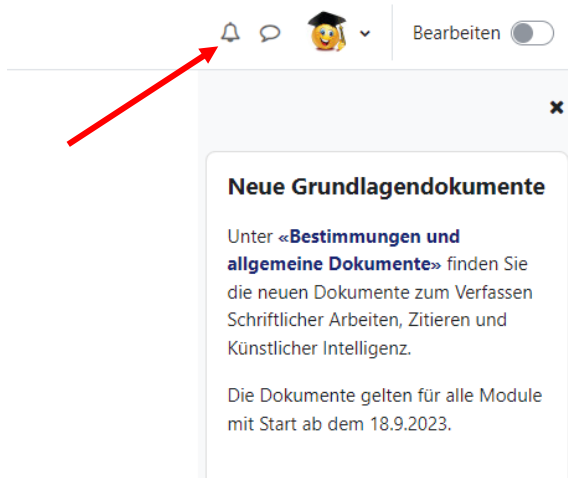 Bearbeiten
Neue Grundlagendokumente
Unter «Bestimmungen und
allgemeine Dokumente» finden Sie
die neuen Dokumente zum Verfassen
Schriftlicher Arbeiten, Zitieren und
Künstlicher Intelligenz.
Die Dokumente gelten für alle Module
mit Start ab dem 18.9.2023.